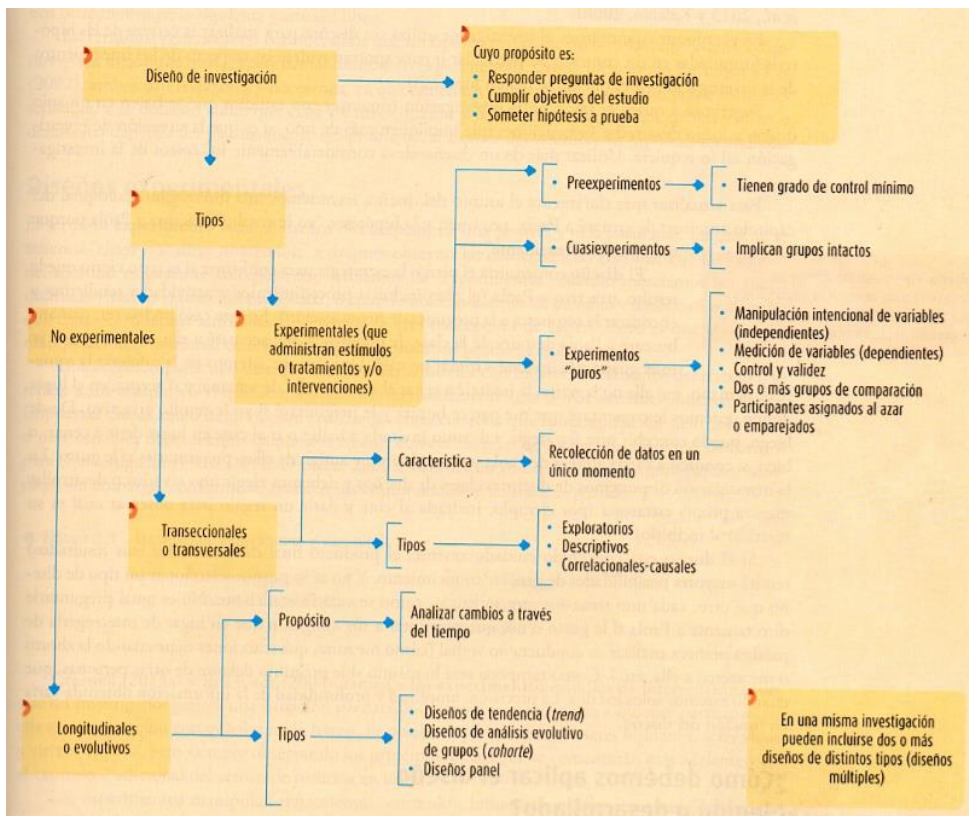 Diseño de investigación
Cuyo propósito es:
• Responder preguntas de investigación
• Cumplir objetivos del estudio
• Someter hipótesis a prueba
Tipos
• Preexperimentos
• Tienen grado de control mínimo
• Cuasiexperimentos
• Implican grupos intactos
No experimentales
Experimentales (que
administran estímulos
o tratamientos y/o
intervenciones)
• Experimentos
“puros”
• Manipulación intencional de variables
(independientes)
• Medición de variables (dependientes)
• Control y validez
• Dos o más grupos de comparación
• Participantes asignados al azar
o emparejados
Transeccionales
o transversales
Característica
Recolección de datos en un
único momento
Tipos
• Exploratorios
• Descriptivos
• Correlacionales-causales
Propósito
Analizar cambios a través
del tiempo
Longitudinales
o evolutivos
Tipos
• Diseños de tendencia (trend)
• Diseños de análisis evolutivo
de grupos (cohorte)
• Diseños panel
En una misma investigación
pueden incluirse dos o más
diseños de distintos tipos (diseños
múltiples)